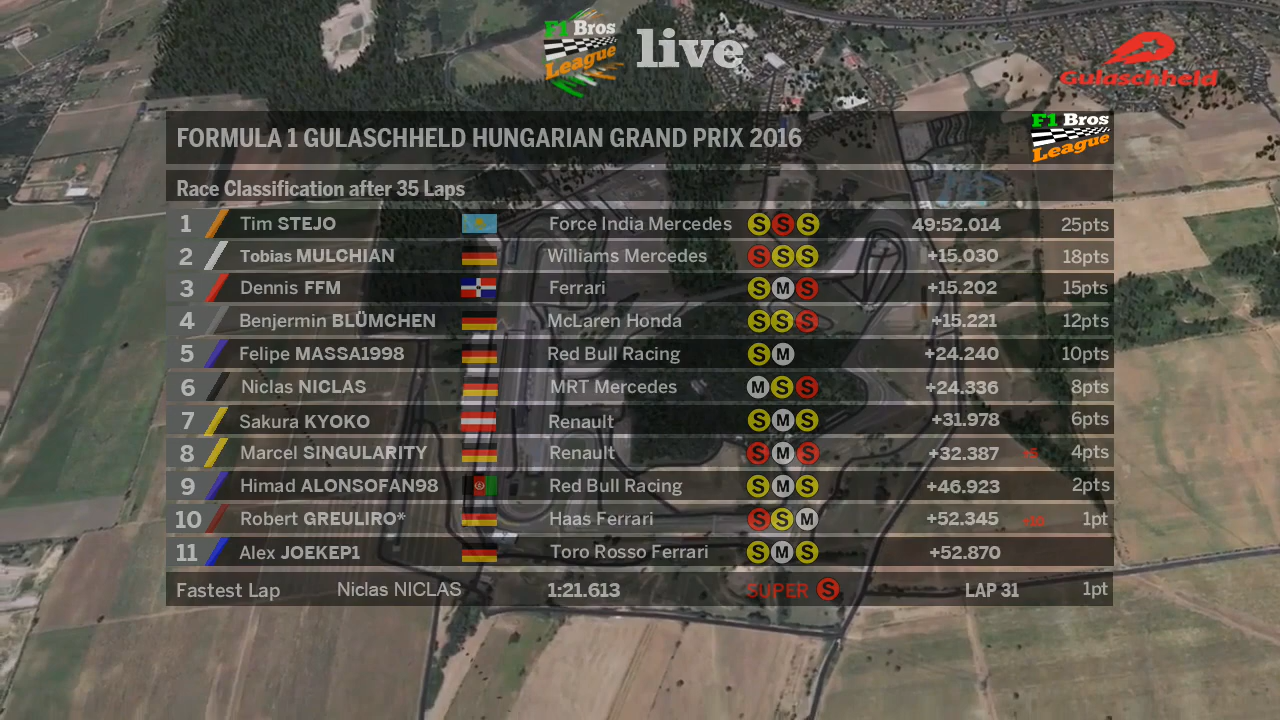 F1 Bros League live
Gulaschheld
FORMULA 1 GULASCHHELD HUNGARIAN GRAND PRIX 2016
F1 Bros League
Race Classification after 35 Laps
1 Tim STEJO Force India Mercedes S S S 49:52.014 25pts
2 Tobias MULCHIAN Williams Mercedes S S S +15.030 18pts
3 Dennis FFM Ferrari S M S +15.202 15pts
4 Benjermin BLÜMCHEN McLaren Honda S S S +15.221 12pts
5 Felipe MASSA1998 Red Bull Racing S M +24.240 10pts
6 Niclas NICLAS MRT Mercedes M S S +24.336 8pts
7 Sakura KYOKO Renault S M S +31.978 6pts
8 Marcel SINGULARITY Renault S M S +32.387 +5 4pts
9 Himad ALONSOFAN98 Red Bull Racing S M S +46.923 2pts
10 Robert GREULIRO* Haas Ferrari S S M +52.345 +10 1pt
11 Alex JOEKEP1 Toro Rosso Ferrari S M S +52.870
Fastest Lap Niclas NICLAS 1:21.613 SUPER S LAP 31 1pt